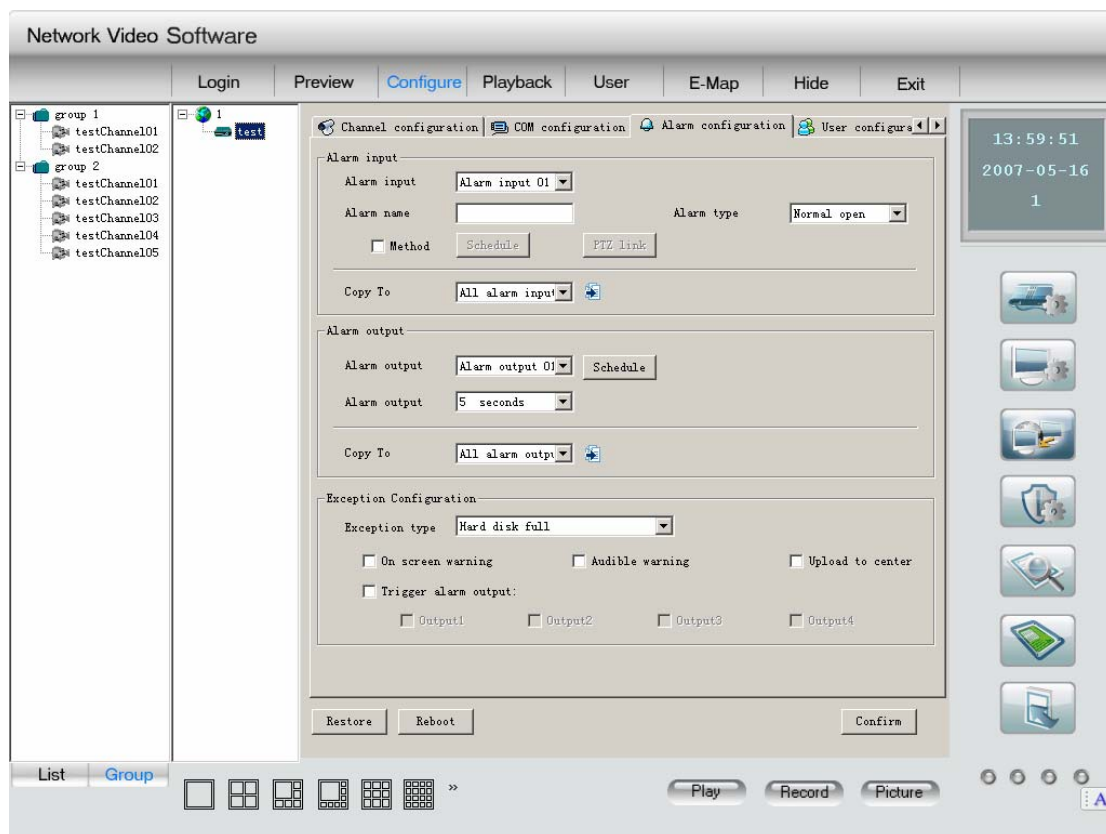 Network Video Software
Login Preview Configure Playback User E-Map Hide Exit
group 1
testChannel01
testChannel02
group 2
testChannel01
testChannel02
testChannel03
testChannel04
testChannel05
1
test
Channel configuration COM configuration Alarm configuration User configura
Alarm input
Alarm input Alarm input 01
Alarm name Alarm type Normal open
Method Schedule PTZ link
Copy To All alarm input
Alarm output
Alarm output Alarm output 01 Schedule
Alarm output 5 seconds
Copy To All alarm outpu
Exception Configuration
Exception type Hard disk full
On screen warning Audible warning Upload to center
Trigger alarm output:
Output1 Output2 Output3 Output4
Restore Reboot Confirm
13:59:51
2007-05-16
1
List Group
» Play Record Picture
A